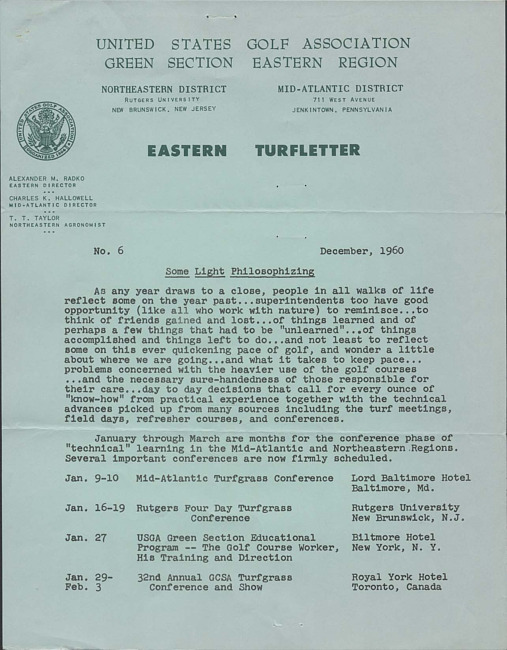 UNITED STATES GOLF ASSOCIATION
GREEN SECTION EASTERN REGION
NORTHEASTERN DISTRICT
RUTGERS UNIVERSITY
NEW BRUNSWICK, NEW JERSEY
MID-ATLANTIC DISTRICT
711 WEST AVENUE
JENKINTOWN, PENNSYLVANIA
EASTERN TURFLETTER
ALEXANDER M. RADKO
EASTERN DIRECTOR
CHARLES K. HALLOWELL
MID-ATLANTIC DIRECTOR
T. T. TAYLOR
NORTHEASTERN AGRONOMIST
No. 6 December, 1960
Some Light Philosophizing
As any year draws to a close, people in all walks of life
reflect some on the year past...superintendents too have good
opportunity (like all who work with nature) to reminisce...to
think of friends gained and lost...of things learned and of
perhaps a few things that had to be "unlearned"...of things
accomplished and things left to do...and not least to reflect
some on this ever quickening pace of golf, and wonder a little
about where we are going...and what it takes to keep pace...
problems concerned with the heavier use of the golf courses
...and the necessary sure-handedness of those responsible for
their care...day to day decisions that call for every ounce of
"know-how" from practical experience together with the technical
advances picked up from many sources including the turf meetings,
field days, refresher courses, and conferences.
January through March are months for the conference phase of
"technical" learning in the Mid-Atlantic and Northeastern Regions.
Several important conferences are now firmly scheduled.
Jan. 9-10 Mid-Atlantic Turfgrass Conference Lord Baltimore Hotel
Baltimore, Md.
Jan. 16-19 Rutgers Four Day Turfgrass Rutgers University
Conference New Brunswick, N.J.
Jan. 27 USGA Green Section Educational Biltmore Hotel
Program -- The Golf Course Worker, New York, N. Y.
His Training and Direction
Jan. 29- 32nd Annual GCSA Turfgrass Royal York Hotel
Feb. 3 Conference and Show Toronto, Canada